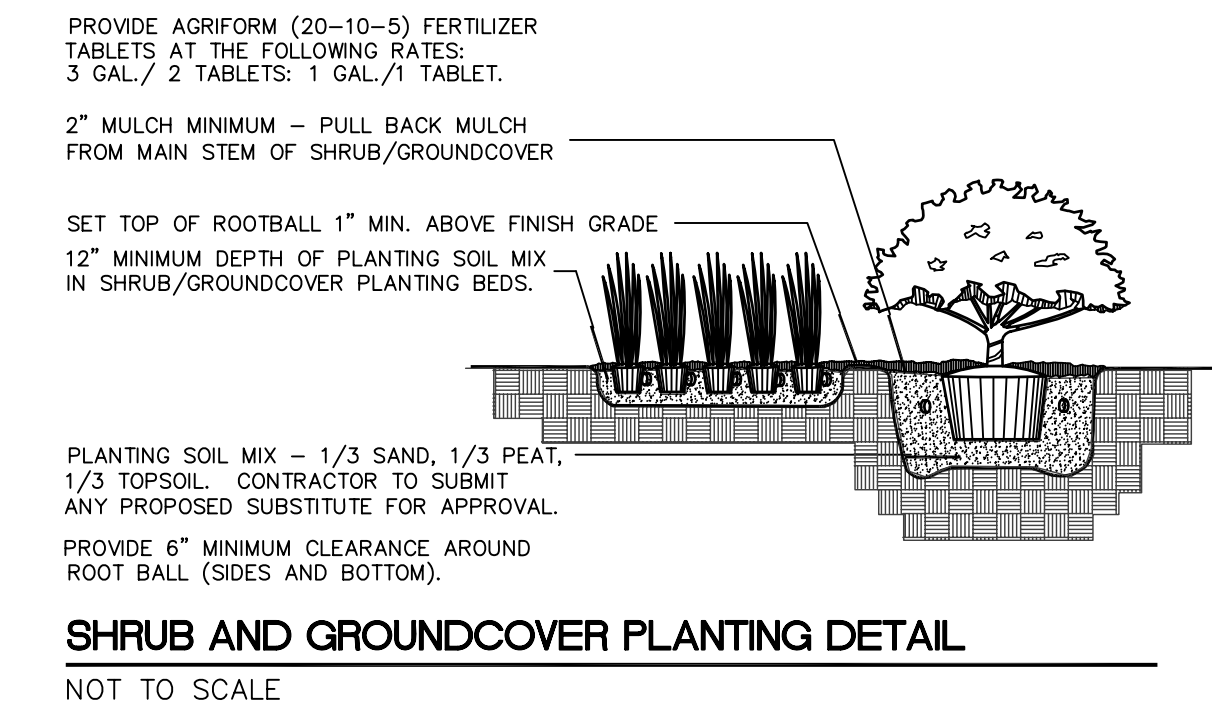 PROVIDE AGRIFORM (20-10-5) FERTILIZER
TABLETS AT THE FOLLOWING RATES:
3 GAL./ 2 TABLETS: 1 GAL./1 TABLET.
2" MULCH MINIMUM - PULL BACK MULCH
FROM MAIN STEM OF SHRUB/GROUNDCOVER
SET TOP OF ROOTBALL 1" MIN. ABOVE FINISH GRADE
12" MINIMUM DEPTH OF PLANTING SOIL MIX
IN SHRUB/GROUNDCOVER PLANTING BEDS.
PLANTING SOIL MIX - 1/3 SAND, 1/3 PEAT,
1/3 TOPSOIL. CONTRACTOR TO SUBMIT
ANY PROPOSED SUBSTITUTE FOR APPROVAL.
PROVIDE 6" MINIMUM CLEARANCE AROUND
ROOT BALL (SIDES AND BOTTOM).
SHRUB AND GROUNDCOVER PLANTING DETAIL
NOT TO SCALE